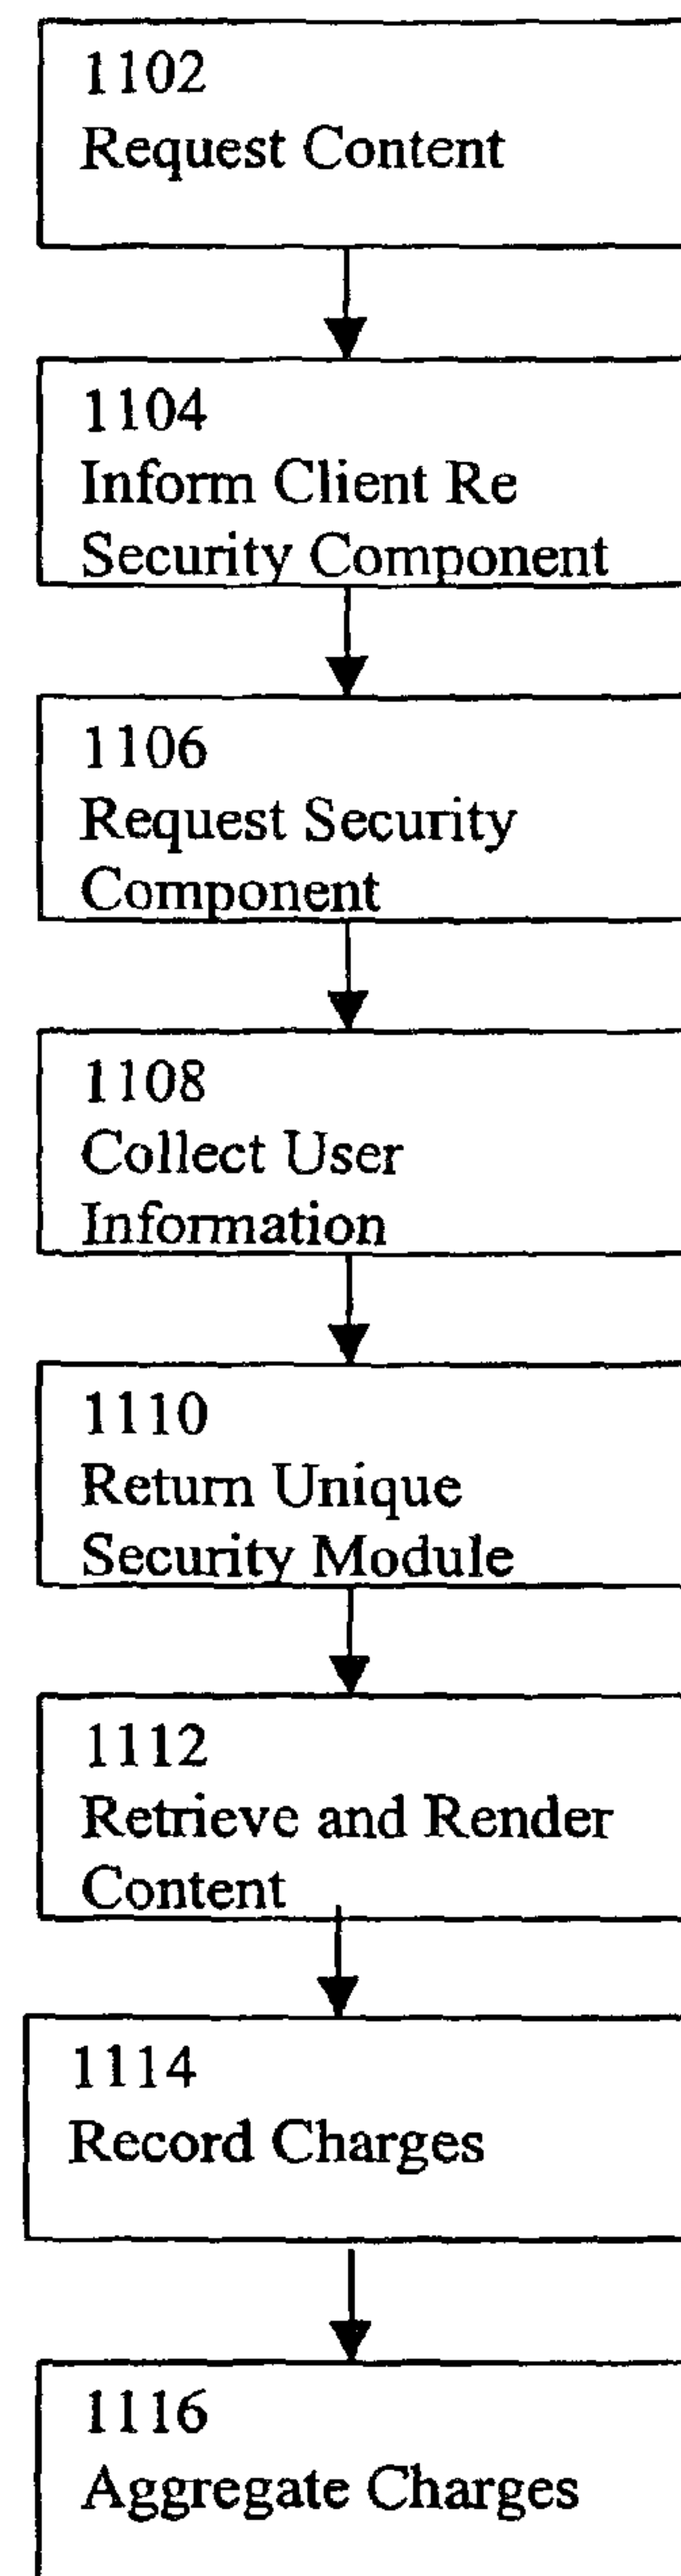 1102
Request Content
1104
Inform Client Re
Security Component
1106
Request Security
Component
1108
Collect User
Information
1110
Return Unique
Security Module
1112
Retrieve and Render
Content
1114
Record Charges
1116
Aggregate Charges